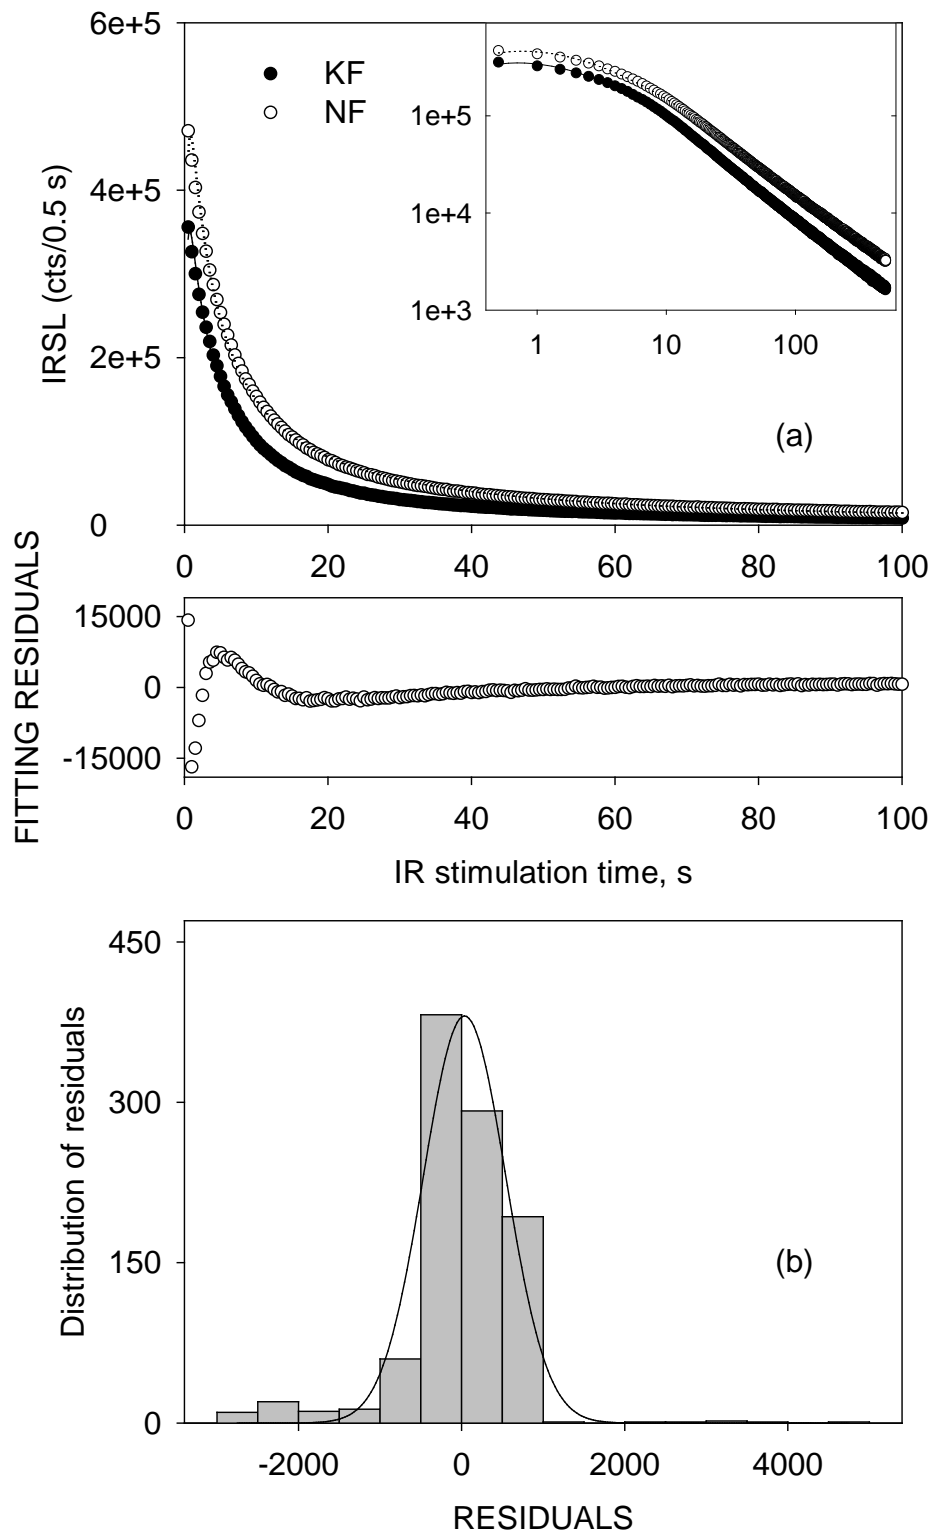 6e+5
4e+5
2e+5
0
IRSL (cts/0.5 s)
KF
NF
1e+5
1e+4
1e+3
1 10 100
(a)
0 20 40 60 80 100
FITTING RESIDUALS
15000
0
-15000
0 20 40 60 80 100
IR stimulation time, s
450
300
150
0
Distribution of residuals
(b)
-2000 0 2000 4000
RESIDUALS